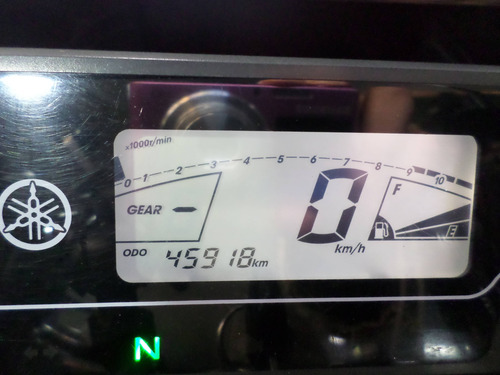 x1000r/min
0 1 2 3 4 5 6 7 8 9 10
GEAR -
F
0
E
km/h
ODO 45918km
N